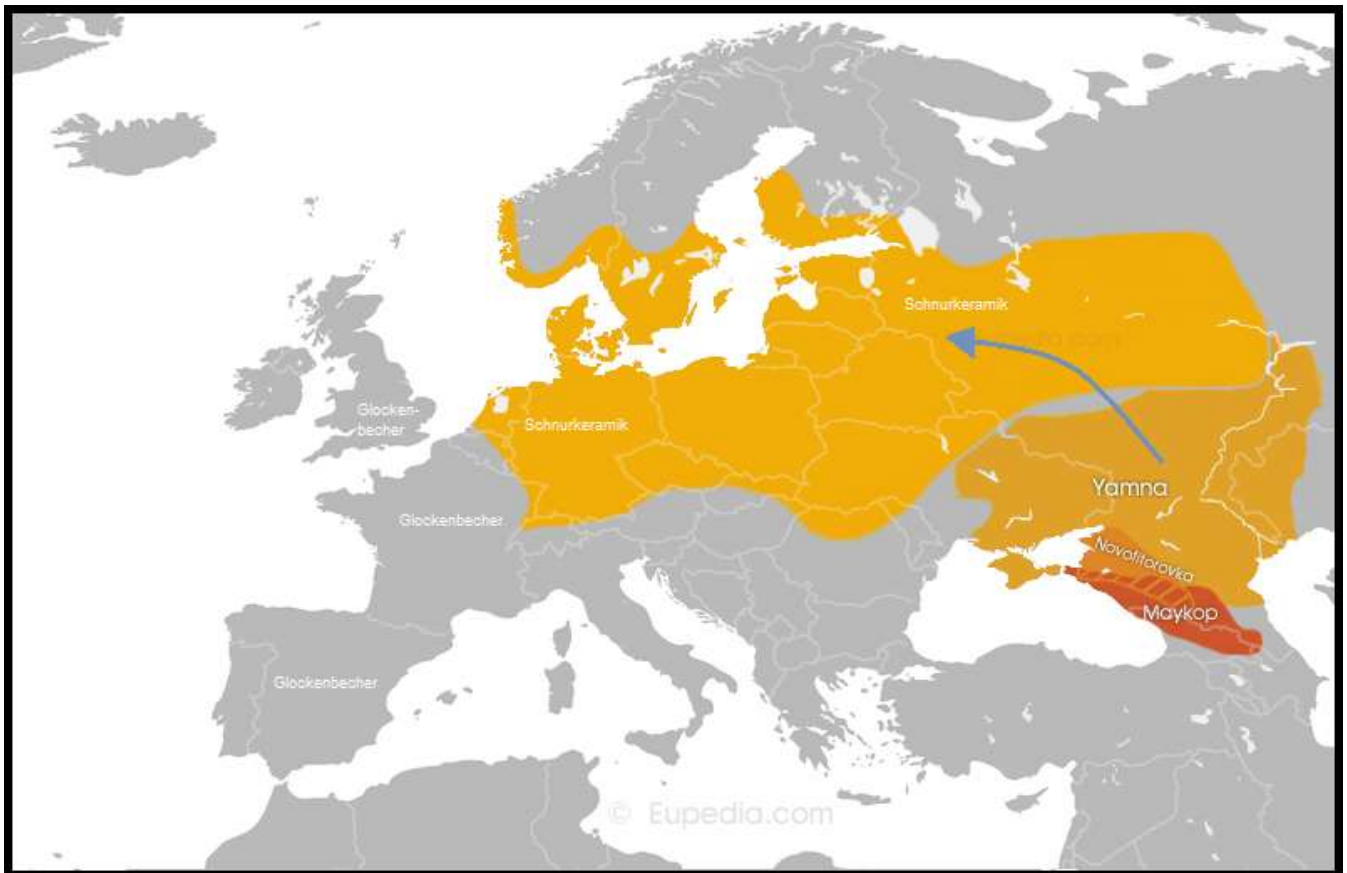 Schnurkeramik
Glocken-
becher
Schnurkeramik
Yamna
Glockenbecher
Novotitorovka
Maykop
Glockenbecher
© Eupedia.com